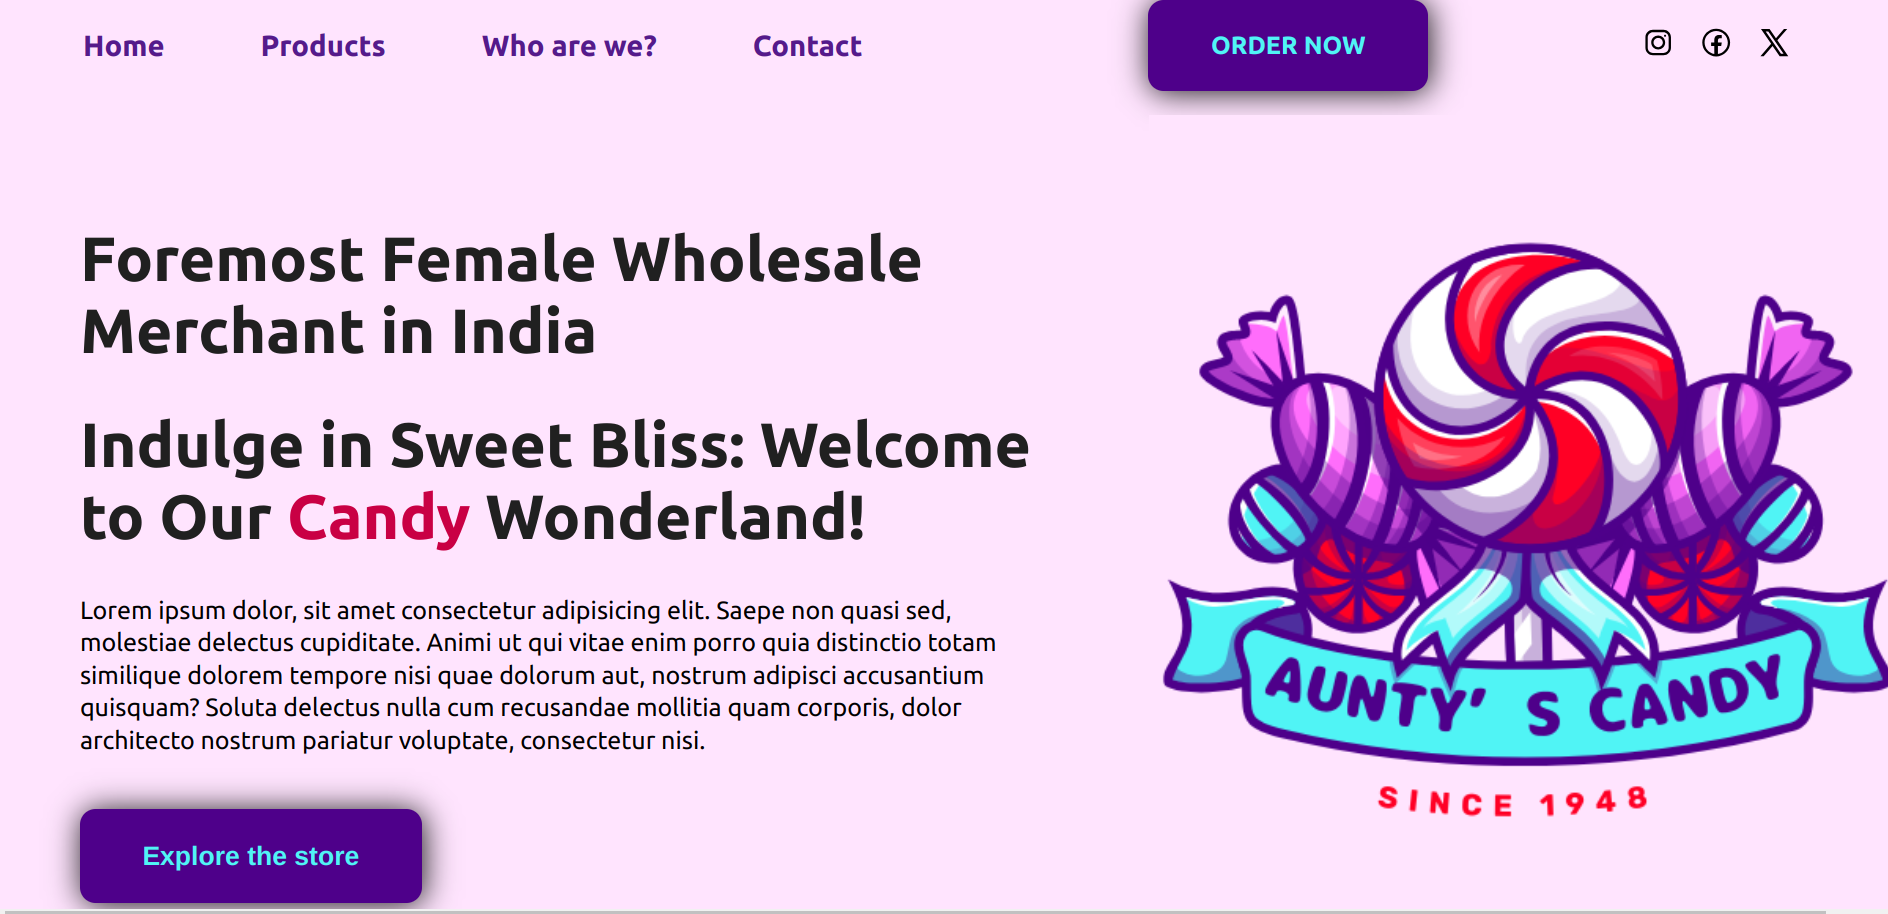 Home Products Who are we? Contact ORDER NOW
Foremost Female Wholesale
Merchant in India
Indulge in Sweet Bliss: Welcome
to Our Candy Wonderland!
Lorem ipsum dolor, sit amet consectetur adipisicing elit. Saepe non quasi sed,
molestiae delectus cupiditate. Animi ut qui vitae enim porro quia distinctio totam
similique dolorem tempore nisi quae dolorum aut, nostrum adipisci accusantium
quisquam? Soluta delectus nulla cum recusandae mollitia quam corporis, dolor
architecto nostrum pariatur voluptate, consectetur nisi.
Explore the store
AUNTY' S CANDY
SINCE 1948